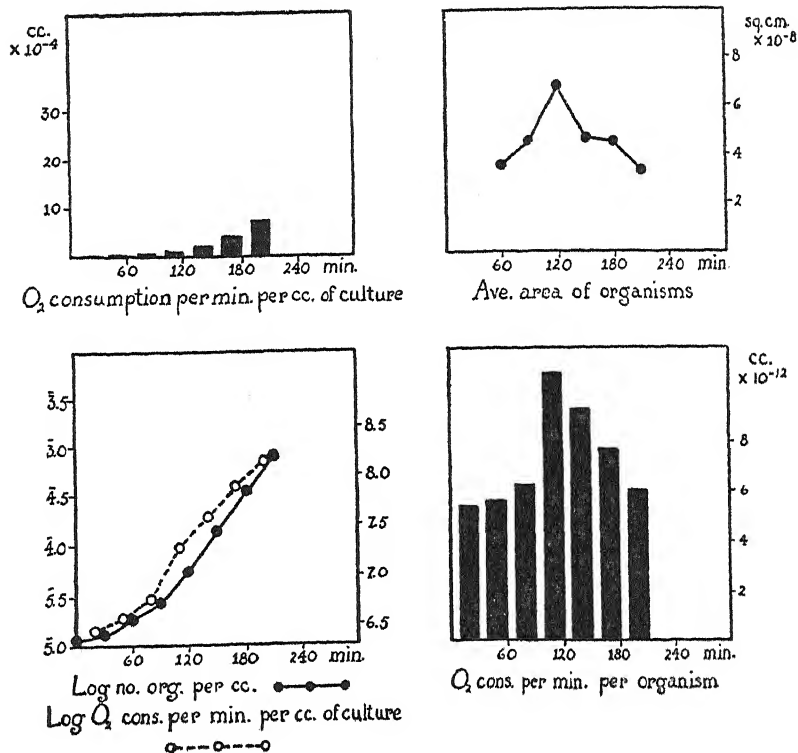 cc.
× 10⁻⁴
30
20
10
60 120 180 240 min.
O₂ consumption per min. per cc. of culture
sq. cm.
× 10⁻⁸
8
6
4
2
60 120 180 240 min.
Ave. area of organisms
3̄.5
3̄.0
4̄.5
4̄.0
5̄.5
5̄.0
8.5
8.0
7.5
7.0
6.5
60 120 180 240 min.
Log no. org. per cc.
Log O₂ cons. per min. per cc. of culture
cc.
× 10⁻¹²
8
6
4
2
60 120 180 240 min.
O₂ cons. per min. per organism